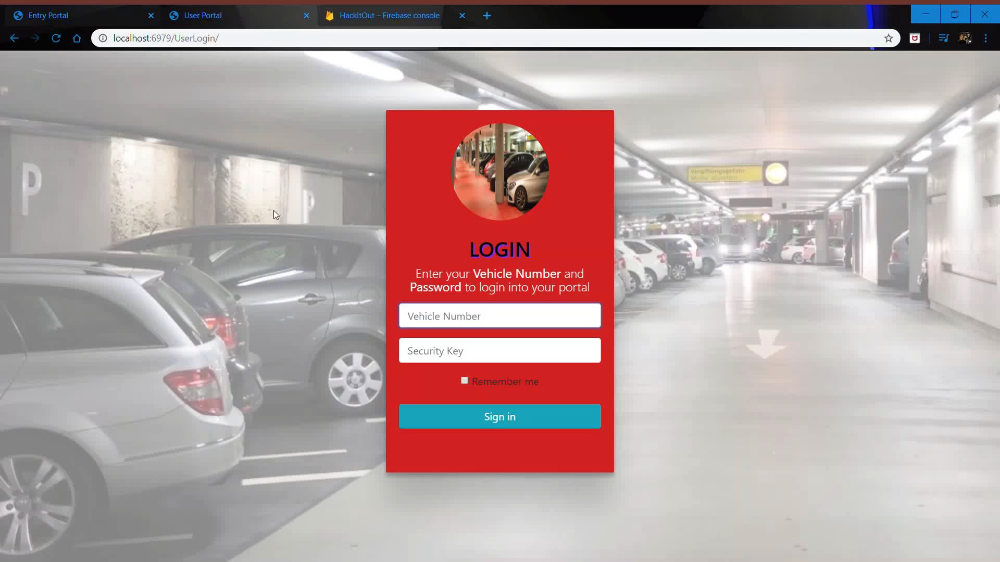 Entry Portal
User Portal
HackItOut – Firebase console
localhost:6979/UserLogin/
P
P
Vergiftungsgefahr
LOGIN
Enter your Vehicle Number and
Password to login into your portal
Vehicle Number
Security Key
Remember me
Sign in